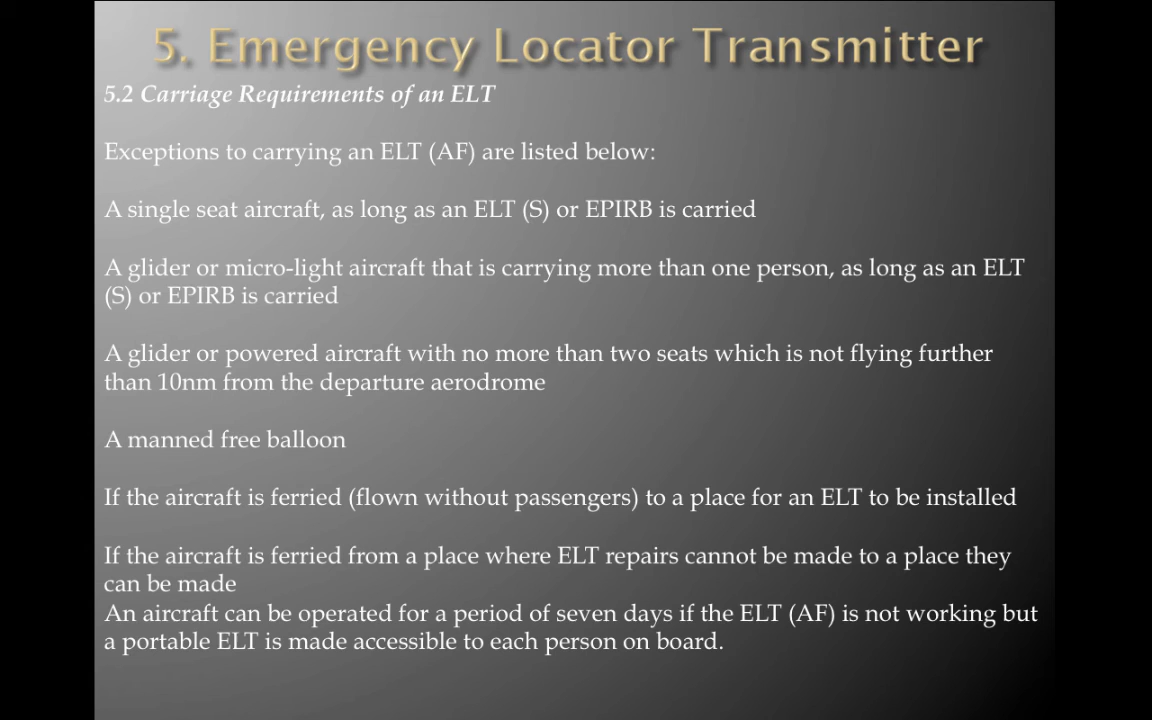 5. Emergency Locator Transmitter
5.2 Carriage Requirements of an ELT
Exceptions to carrying an ELT (AF) are listed below:
A single seat aircraft, as long as an ELT (S) or EPIRB is carried
A glider or micro-light aircraft that is carrying more than one person, as long as an ELT
(S) or EPIRB is carried
A glider or powered aircraft with no more than two seats which is not flying further
than 10nm from the departure aerodrome
A manned free balloon
If the aircraft is ferried (flown without passengers) to a place for an ELT to be installed
If the aircraft is ferried from a place where ELT repairs cannot be made to a place they
can be made
An aircraft can be operated for a period of seven days if the ELT (AF) is not working but
a portable ELT is made accessible to each person on board.